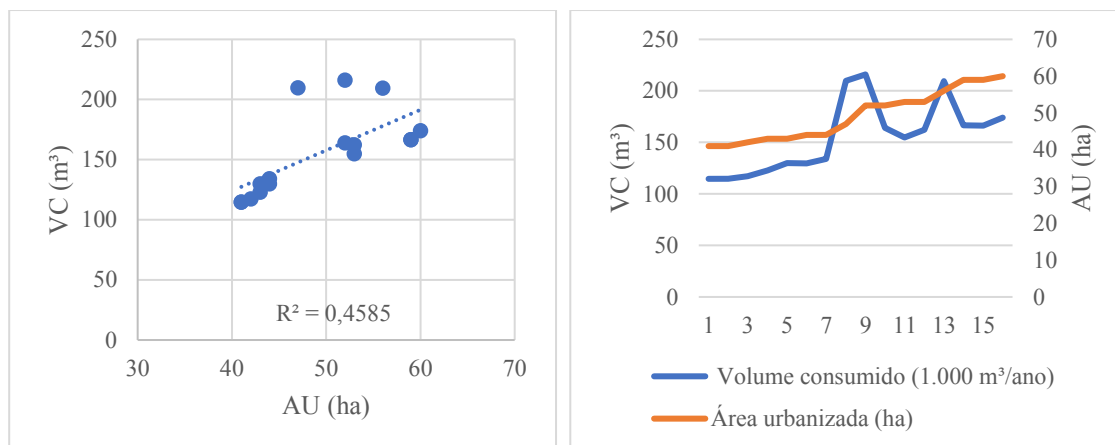 250
200
150
100
50
0
VC (m³)
R² = 0,4585
30 40 50 60 70
AU (ha)
250
200
150
100
50
0
VC (m³)
70
60
50
40
30
20
10
0
AU (ha)
1 3 5 7 9 11 13 15
Volume consumido (1.000 m³/ano)
Área urbanizada (ha)